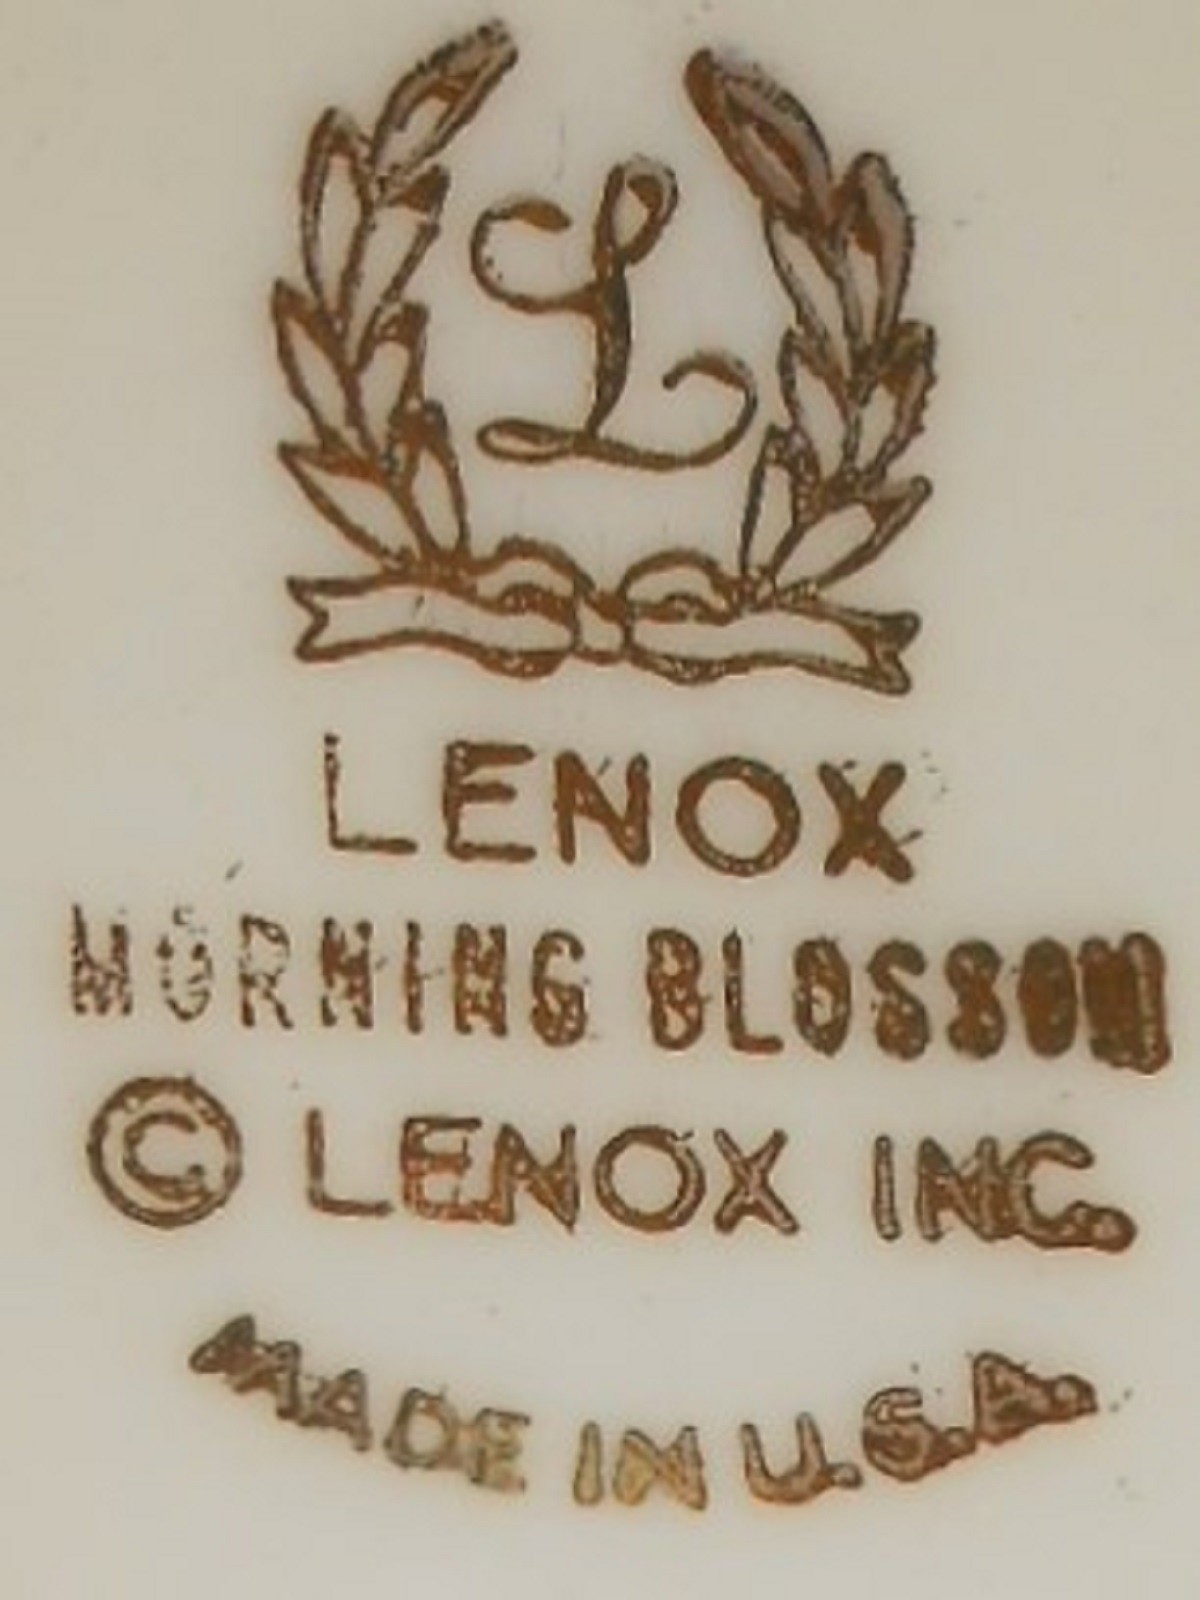 L
LENOX
MORNING BLOSSOM
© LENOX INC.
MADE IN U.S.A.